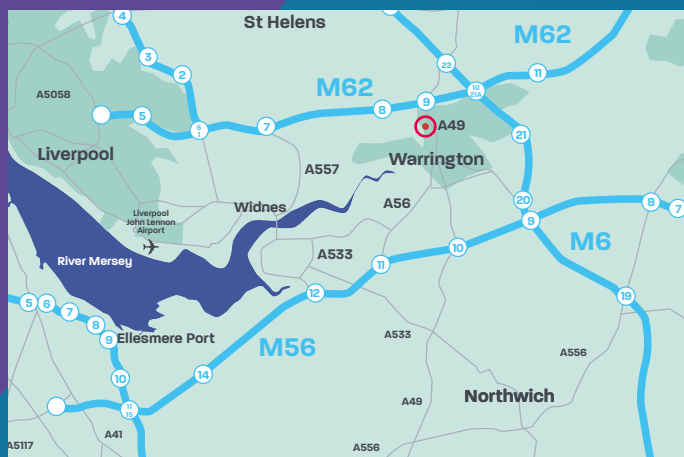 4
St Helens
M62
3
22
2
11
10
21A
A5058
M62
9
8
5
6
1
7
A49
21
Liverpool
Warrington
A557
20
Widnes
A56
8
7
Liverpool
John Lennon
Airport
9
10
M6
A533
River Mersey
11
12
19
5
6
7
8
9
Ellesmere Port
A533
M56
A556
10
14
A49
Northwich
11
15
A41
A5117
A556